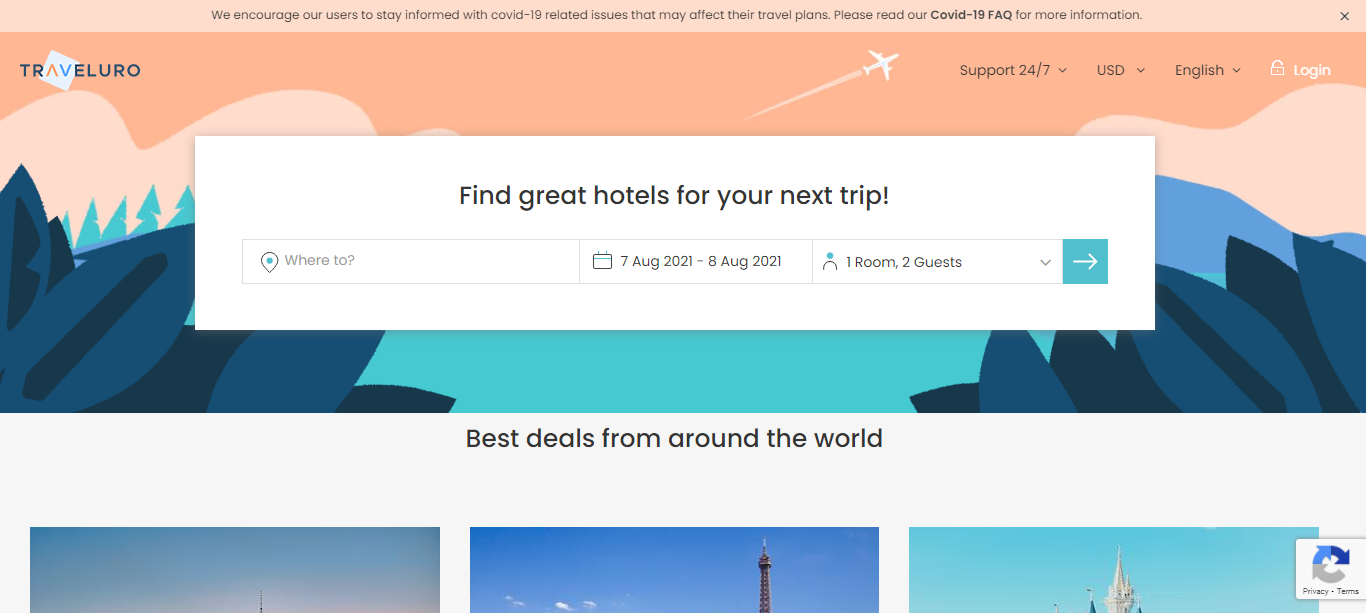 We encourage our users to stay informed with covid-19 related issues that may affect their travel plans. Please read our Covid-19 FAQ for more information.
TRAVELURO
Support 24/7
USD
English
Login
Find great hotels for your next trip!
Where to?
7 Aug 2021 - 8 Aug 2021
1 Room, 2 Guests
Best deals from around the world
Privacy - Terms